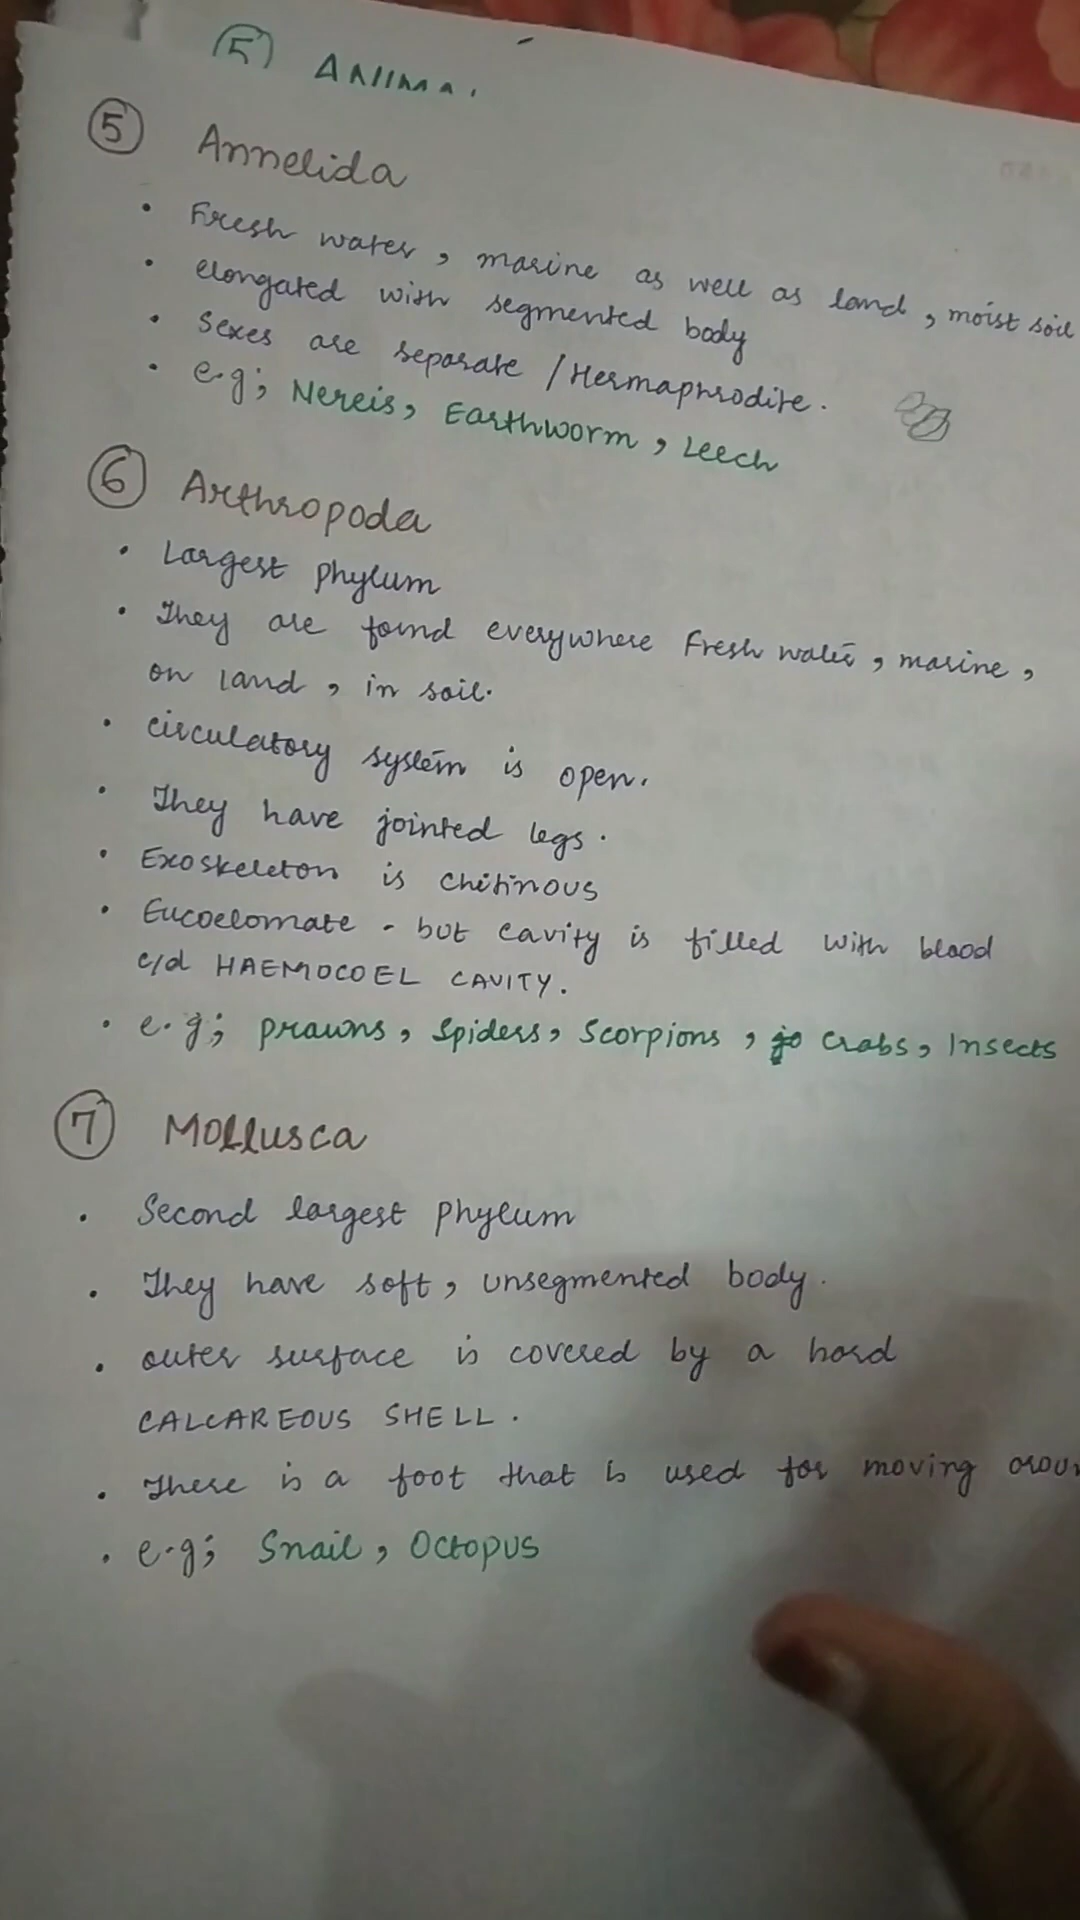 5 ANIMA
5 Annelida
• Fresh water, marine as well as land, moist soil
• elongated with segmented body
• Sexes are separate / Hermaphrodite.
• e.g; Nereis, Earthworm, Leech
6 Arthropoda
• Largest phylum
• They are found everywhere Fresh water, marine,
on land, in soil.
• circulatory system is open.
• They have jointed legs.
• Exoskeleton is chitinous
• Eucoelomate - but cavity is filled with blood
c/d HAEMOCOEL CAVITY.
• e.g; prawns, Spiders, Scorpions, crabs, Insects
7 Mollusca
• Second largest phylum
• They have soft, unsegmented body.
• outer surface is covered by a hard
CALCAREOUS SHELL.
• There is a foot that is used for moving aroun
• e.g; Snail, Octopus